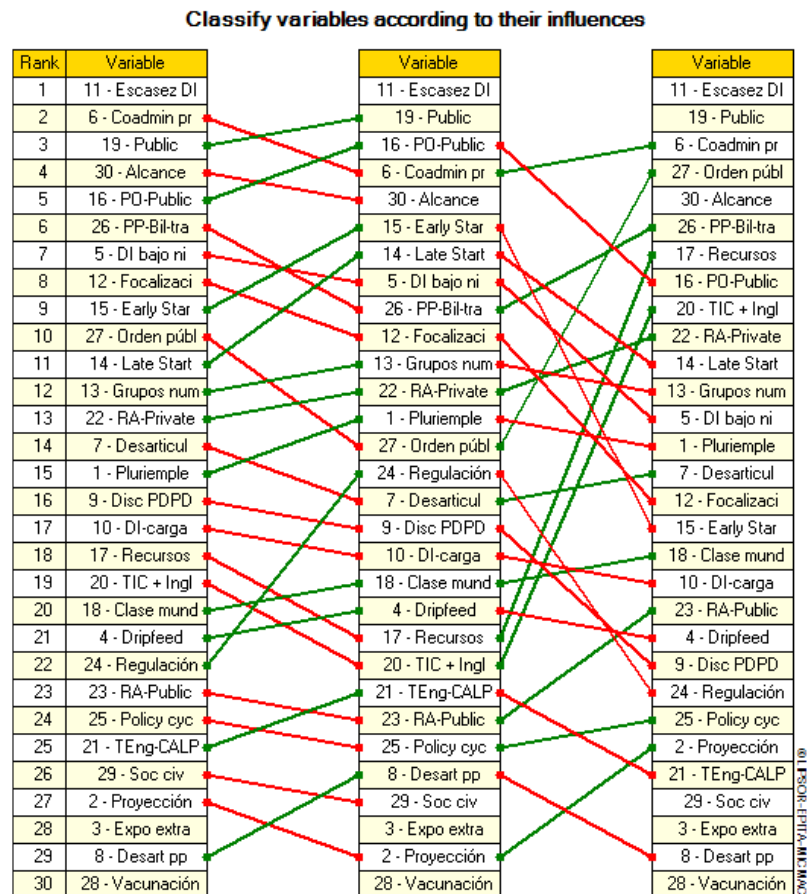 Classify variables according to their influences
Rank Variable Variable Variable
1 11 - Escasez DI 11 - Escasez DI 11 - Escasez DI
2 6 - Coadmin pr 19 - Public 19 - Public
3 19 - Public 16 - PO-Public 6 - Coadmin pr
4 30 - Alcance 6 - Coadmin pr 27 - Orden públ
5 16 - PO-Public 30 - Alcance 30 - Alcance
6 26 - PP-Bil-tra 15 - Early Star 26 - PP-Bil-tra
7 5 - DI bajo ni 14 - Late Start 17 - Recursos
8 12 - Focalizaci 5 - DI bajo ni 16 - PO-Public
9 15 - Early Star 26 - PP-Bil-tra 20 - TIC + Ingl
10 27 - Orden públ 12 - Focalizaci 22 - RA-Private
11 14 - Late Start 13 - Grupos num 14 - Late Start
12 13 - Grupos num 22 - RA-Private 13 - Grupos num
13 22 - RA-Private 1 - Pluriemple 5 - DI bajo ni
14 7 - Desarticul 27 - Orden públ 1 - Pluriemple
15 1 - Pluriemple 24 - Regulación 7 - Desarticul
16 9 - Disc PDPD 7 - Desarticul 12 - Focalizaci
17 10 - DI-carga 9 - Disc PDPD 15 - Early Star
18 17 - Recursos 10 - DI-carga 18 - Clase mund
19 20 - TIC + Ingl 18 - Clase mund 10 - DI-carga
20 18 - Clase mund 4 - Dripfeed 23 - RA-Public
21 4 - Dripfeed 17 - Recursos 4 - Dripfeed
22 24 - Regulación 20 - TIC + Ingl 9 - Disc PDPD
23 23 - RA-Public 21 - TEng-CALP 24 - Regulación
24 25 - Policy cyc 23 - RA-Public 25 - Policy cyc
25 21 - TEng-CALP 25 - Policy cyc 2 - Proyección
26 29 - Soc civ 8 - Desart pp 21 - TEng-CALP
27 2 - Proyección 29 - Soc civ 29 - Soc civ
28 3 - Expo extra 3 - Expo extra 3 - Expo extra
29 8 - Desart pp 2 - Proyección 8 - Desart pp
30 28 - Vacunación 28 - Vacunación 28 - Vacunación
© LIPSOR-EPITA-MICMAC